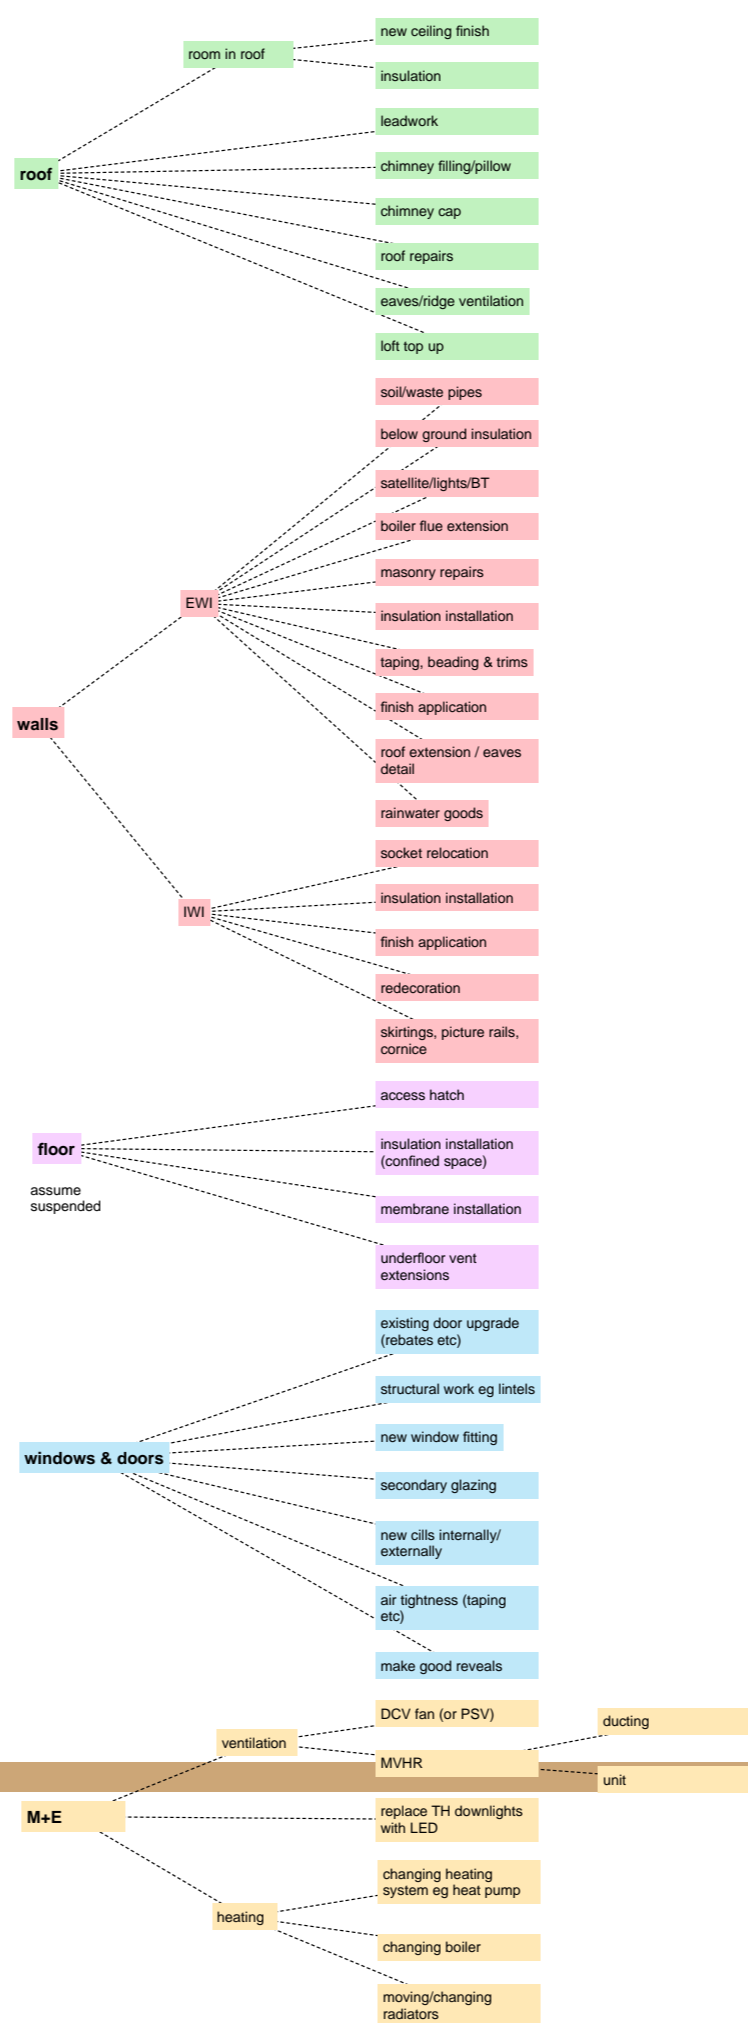 new ceiling finish
room in roof
insulation
leadwork
chimney filling/pillow
roof
chimney cap
roof repairs
eaves/ridge ventilation
loft top up
soil/waste pipes
below ground insulation
satellite/lights/BT
boiler flue extension
masonry repairs
EWI
insulation installation
taping, beading & trims
finish application
walls
roof extension / eaves
detail
rainwater goods
socket relocation
insulation installation
IWI
finish application
redecoration
skirtings, picture rails,
cornice
access hatch
floor
insulation installation
(confined space)
assume
suspended
membrane installation
underfloor vent
extensions
existing door upgrade
(rebates etc)
structural work eg lintels
new window fitting
windows & doors
secondary glazing
new cills internally/
externally
air tightness (taping
etc)
make good reveals
DCV fan (or PSV)
ducting
ventilation
MVHR
unit
M+E
replace TH downlights
with LED
changing heating
system eg heat pump
heating
changing boiler
moving/changing
radiators